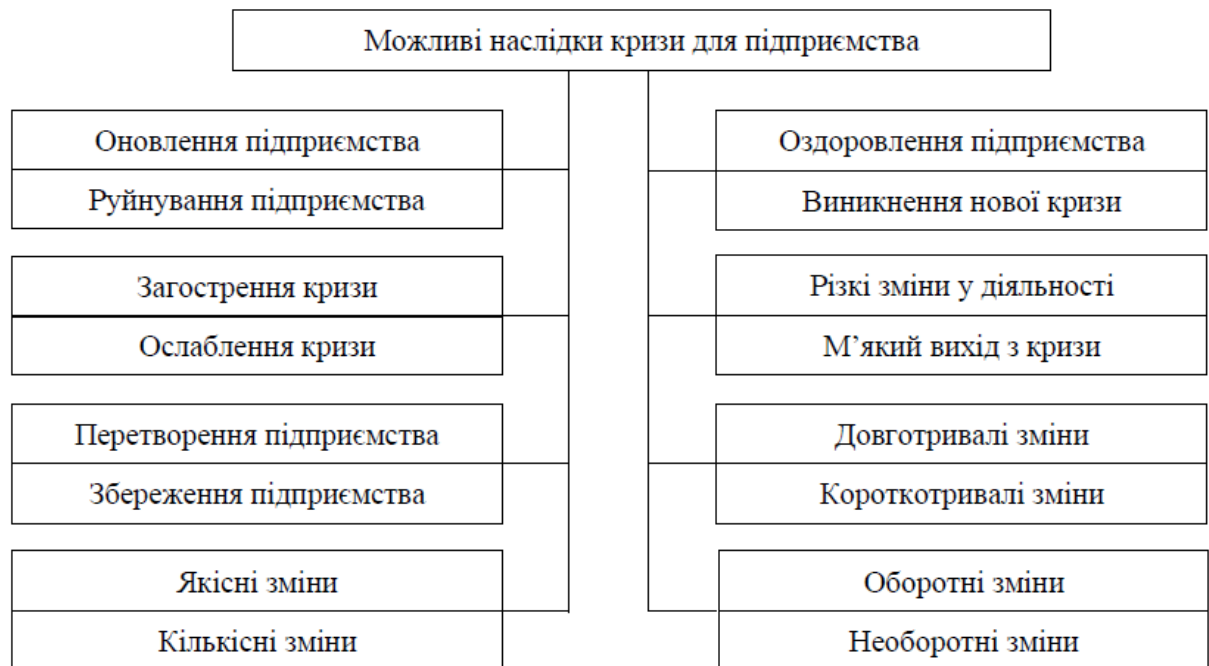 Можливі наслідки кризи для підприємства
Оновлення підприємства
Руйнування підприємства
Загострення кризи
Ослаблення кризи
Перетворення підприємства
Збереження підприємства
Якісні зміни
Кількісні зміни
Оздоровлення підприємства
Виникнення нової кризи
Різкі зміни у діяльності
М’який вихід з кризи
Довготривалі зміни
Короткотривалі зміни
Оборотні зміни
Необоротні зміни